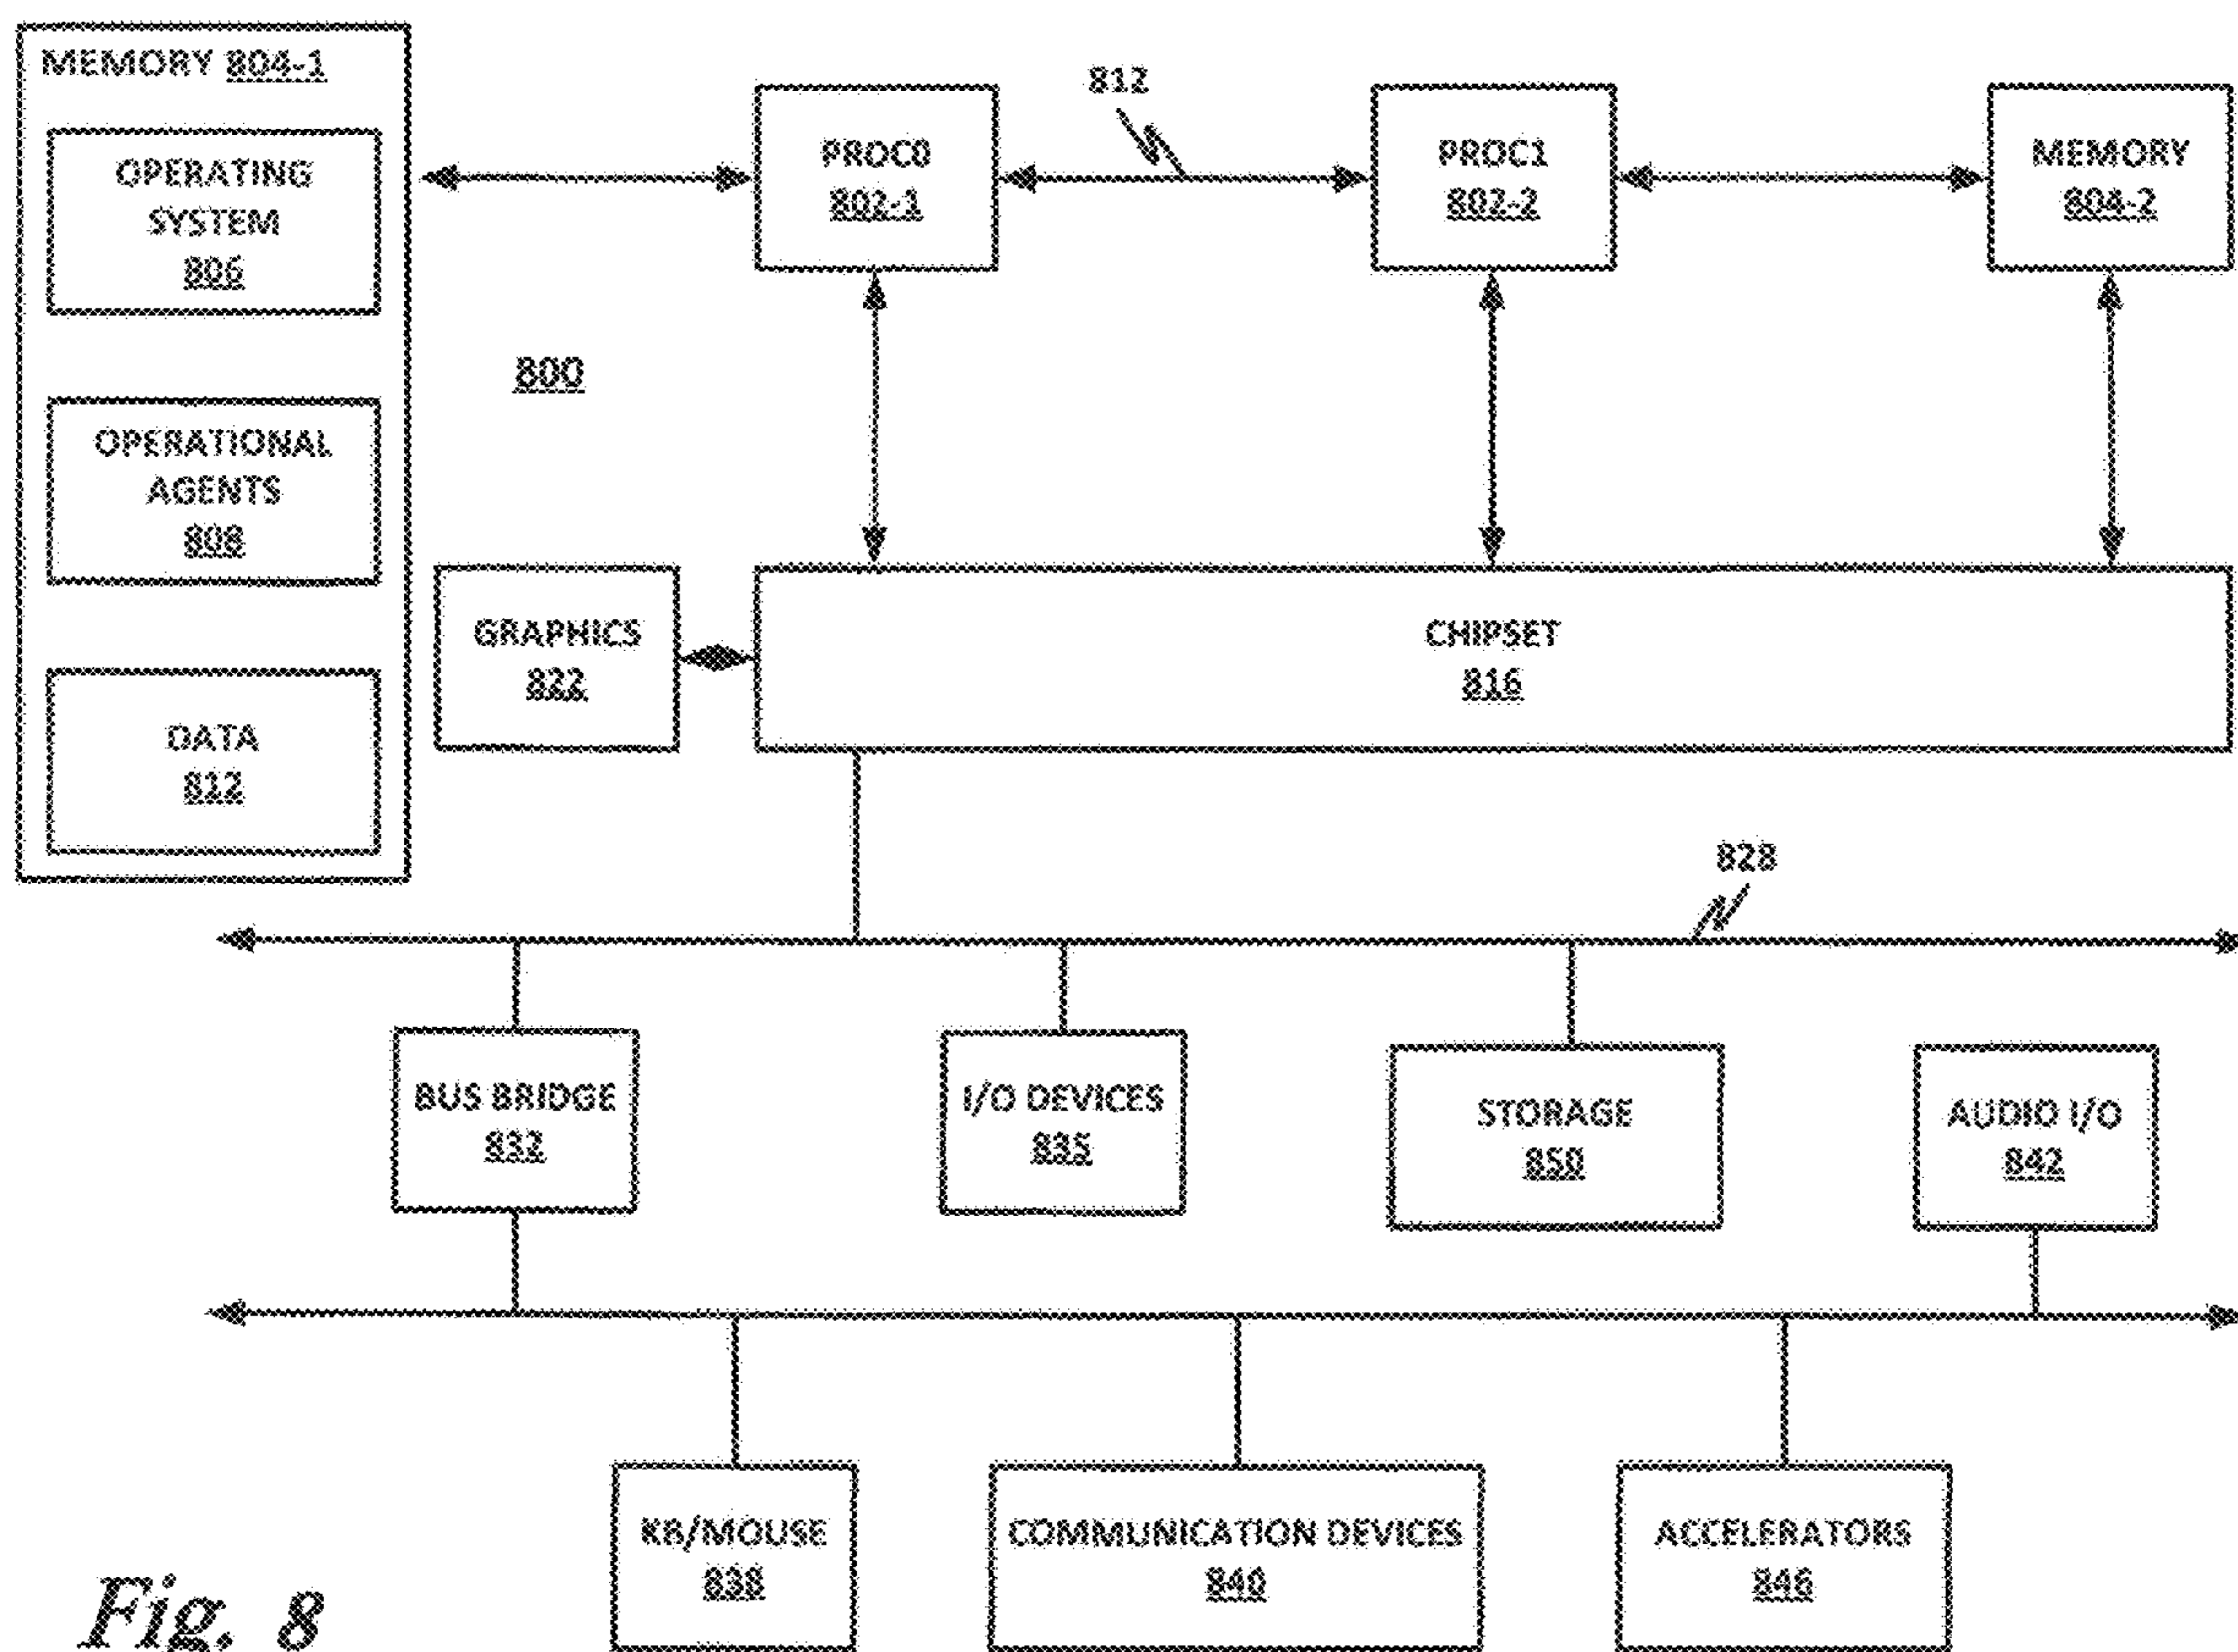 MEMORY 804-1
OPERATING
SYSTEM
806
OPERATIONAL
AGENTS
808
DATA
812
PROC0
802-1
812
PROC1
802-2
MEMORY
804-2
800
GRAPHICS
822
CHIPSET
816
828
BUS BRIDGE
832
I/O DEVICES
835
STORAGE
850
AUDIO I/O
842
KB/MOUSE
838
COMMUNICATION DEVICES
840
ACCELERATORS
846
Fig. 8